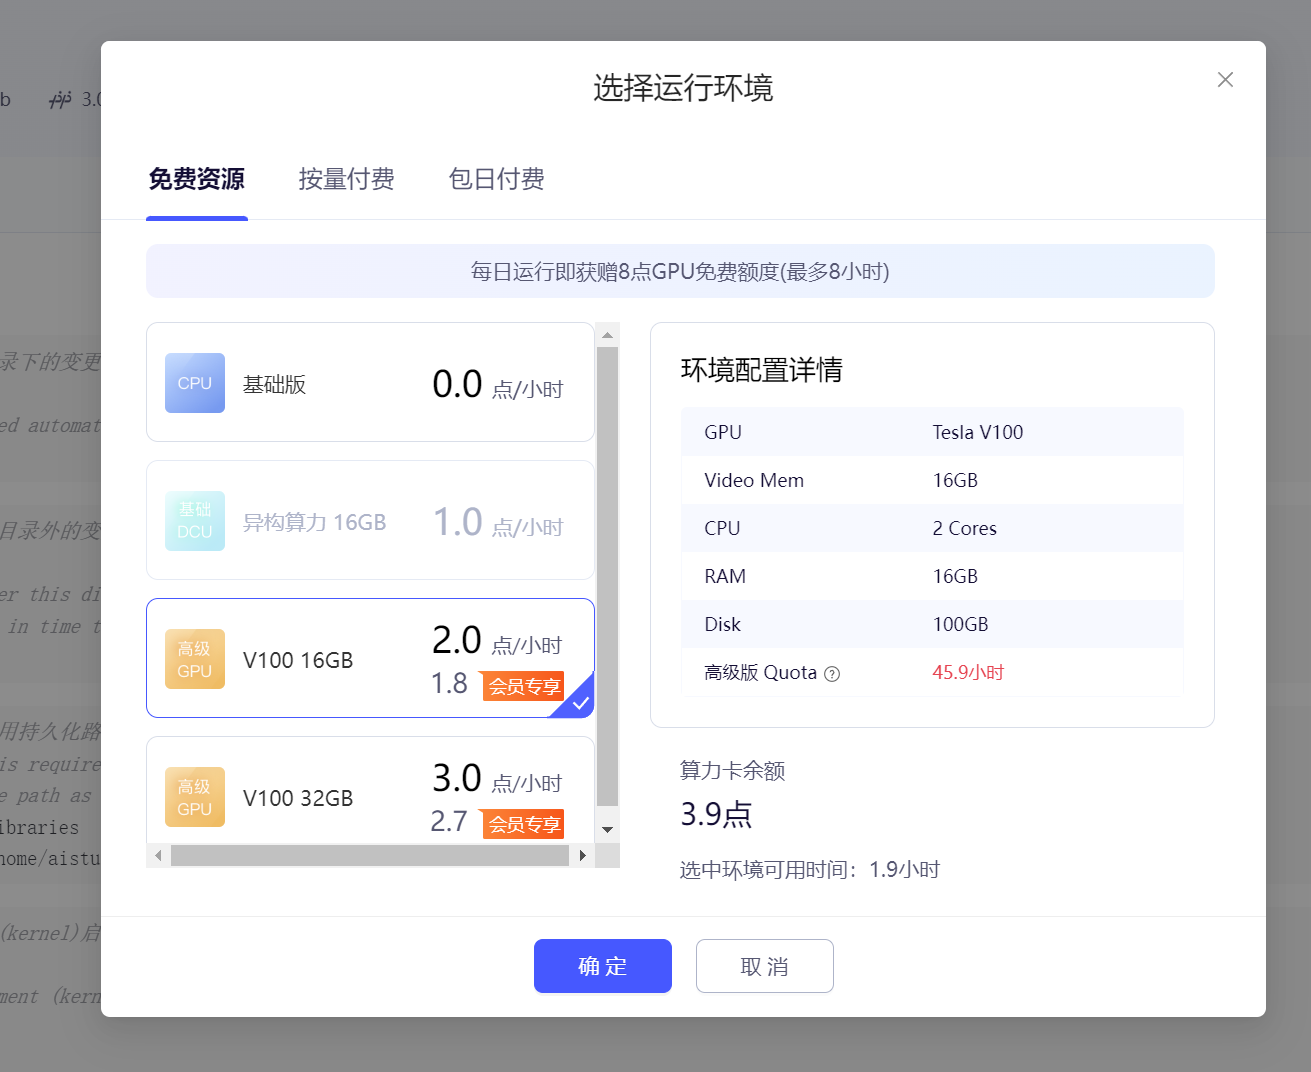 选择运行环境
b
3.0
免费资源
按量付费
包日付费
每日运行即获赠8点GPU免费额度(最多8小时)
CPU
基础版
0.0 点/小时
基础
DCU
异构算力 16GB
1.0 点/小时
高级
GPU
V100 16GB
2.0 点/小时
1.8 会员专享
高级
GPU
V100 32GB
3.0 点/小时
2.7 会员专享
环境配置详情
GPU Tesla V100
Video Mem 16GB
CPU 2 Cores
RAM 16GB
Disk 100GB
高级版 Quota ? 45.9小时
算力卡余额
3.9点
选中环境可用时间：1.9小时
确 定
取 消
录下的变更
ed automat
目录外的变
er this di
in time t
用持久化路
is require
e path as
ibraries
home/aistu
(kernel)启
ment (kern